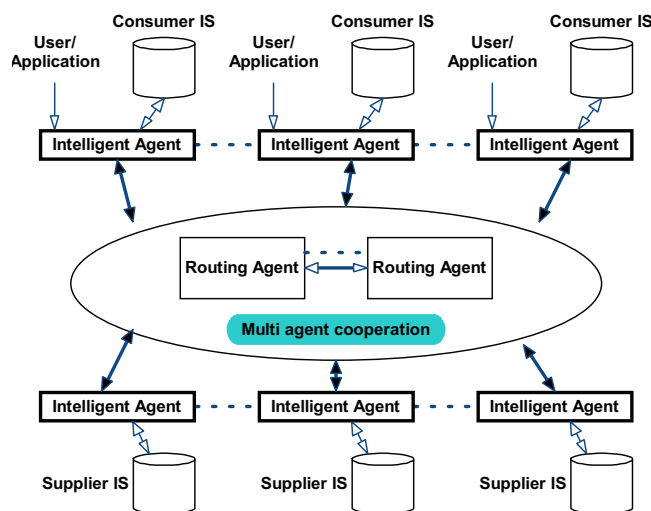 Consumer IS Consumer IS Consumer IS
User/ User/ User/
Application Application Application
Intelligent Agent Intelligent Agent Intelligent Agent
Routing Agent Routing Agent
Multi agent cooperation
Intelligent Agent Intelligent Agent Intelligent Agent
Supplier IS Supplier IS Supplier IS